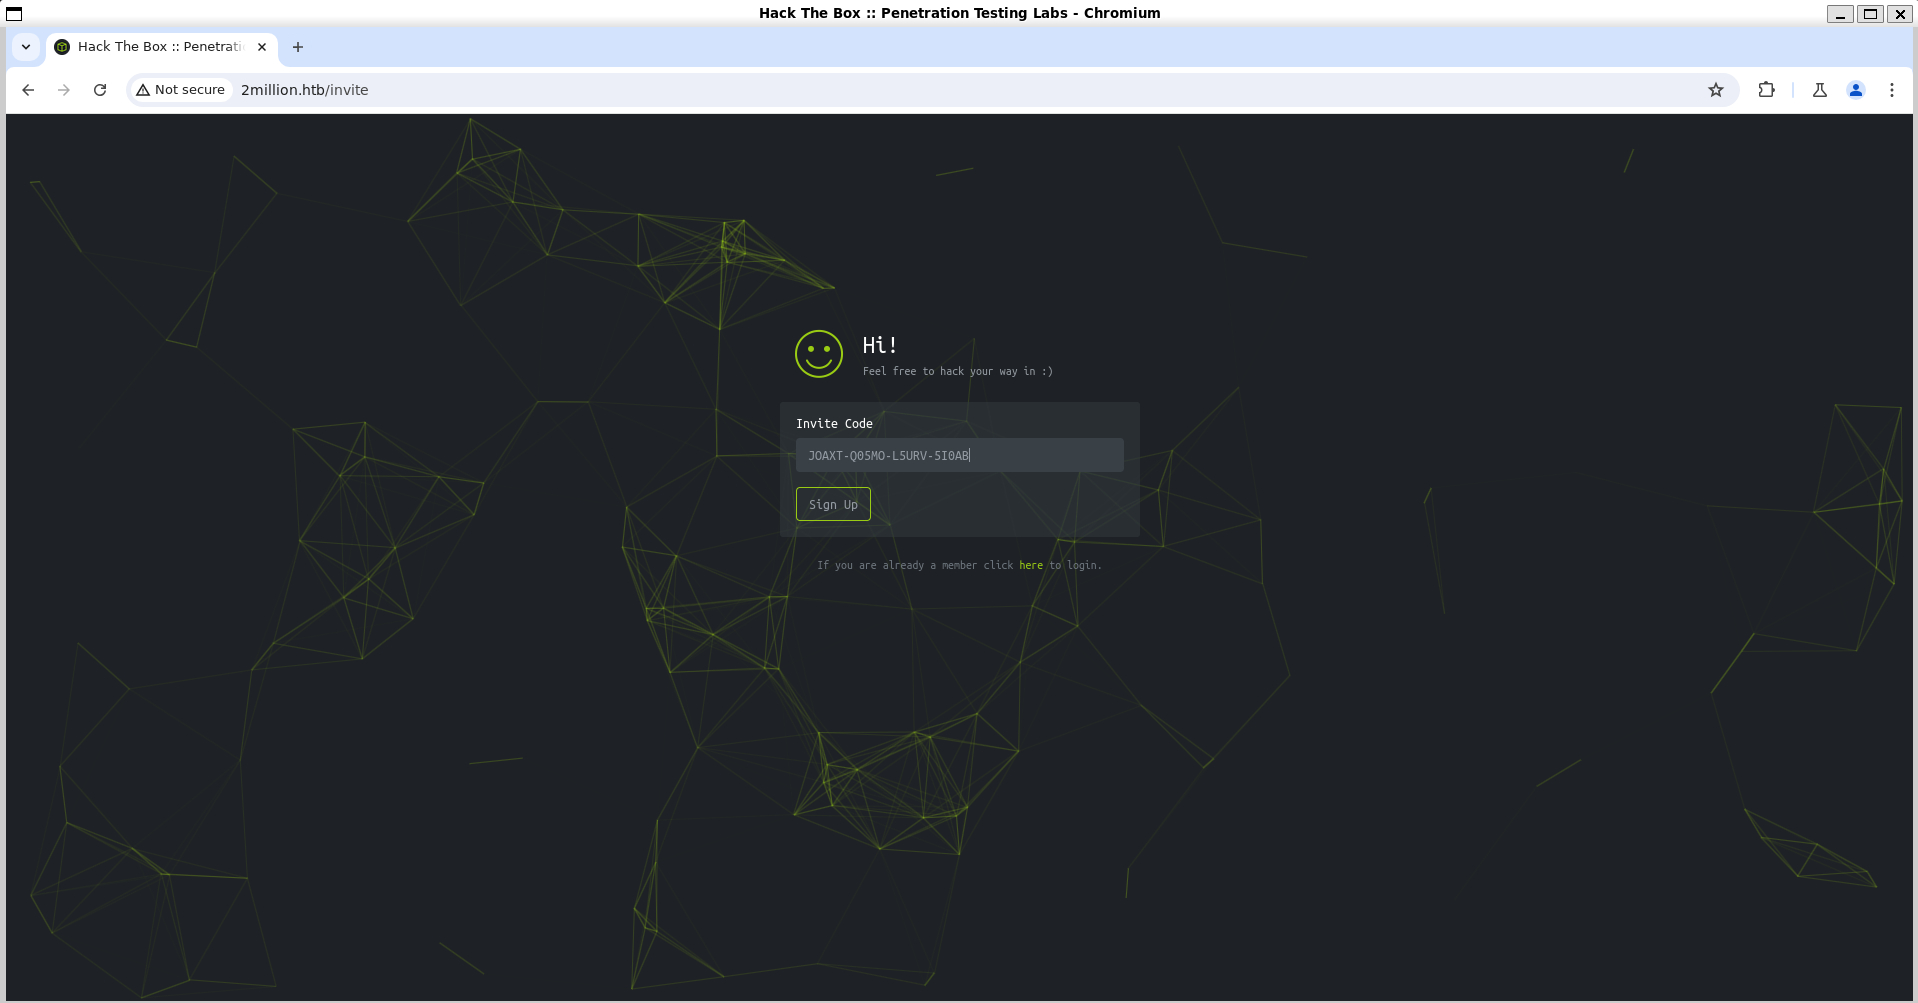 Hack The Box :: Penetration Testing Labs - Chromium
Hack The Box :: Penetrati
Not secure
2million.htb/invite
Hi!
Feel free to hack your way in :)
Invite Code
JOAXT-Q05MO-L5URV-5I0AB
Sign Up
If you are already a member click here to login.